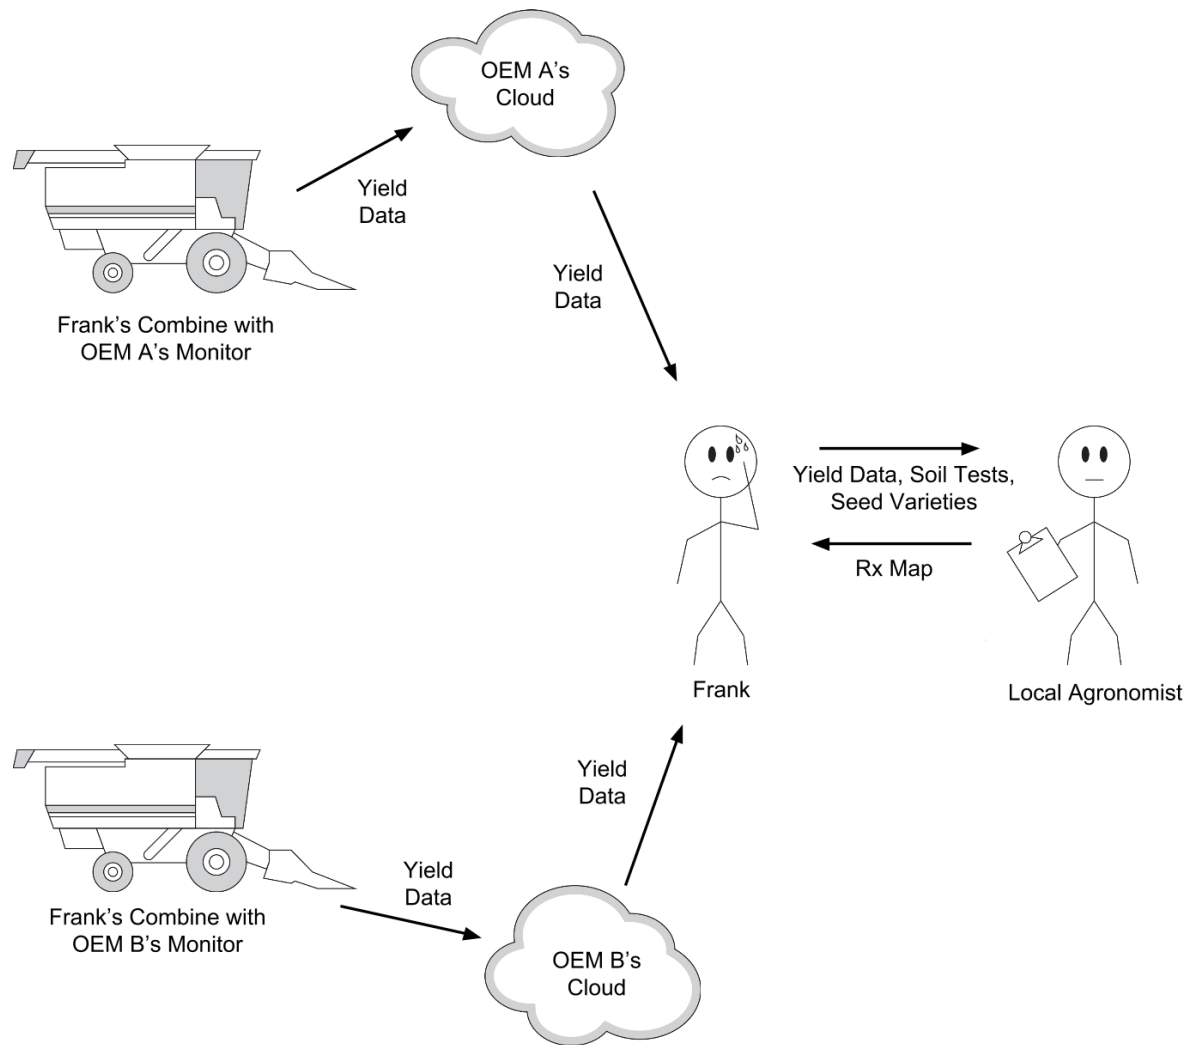 OEM A's
Cloud
Yield
Data
Yield
Data
Frank's Combine with
OEM A's Monitor
Yield Data, Soil Tests,
Seed Varieties
Rx Map
Frank
Local Agronomist
Yield
Data
Yield
Data
Frank's Combine with
OEM B's Monitor
OEM B's
Cloud